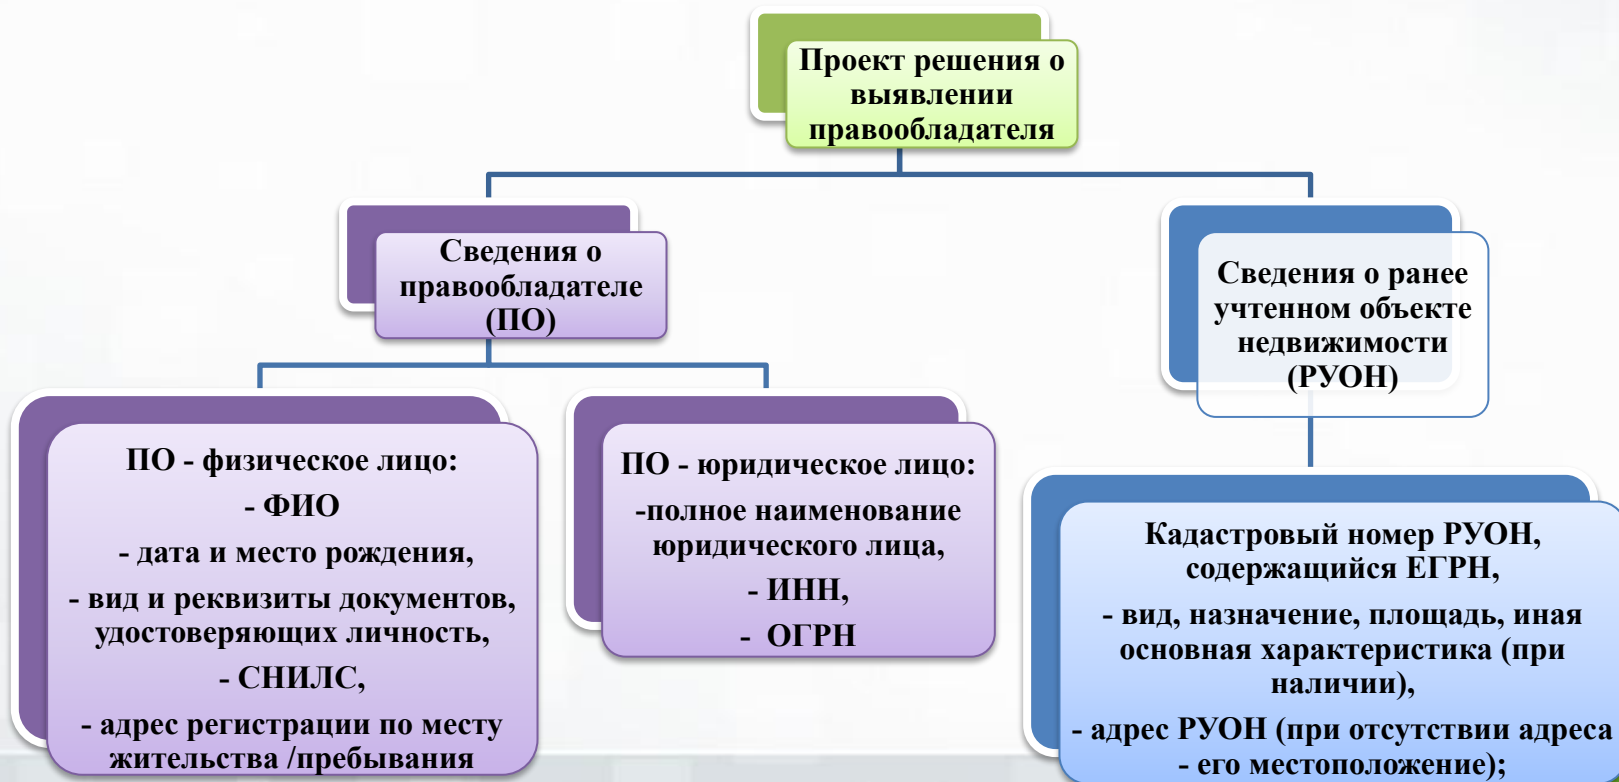 Проект решения о
выявлении
правообладателя
Сведения о
правообладателе
(ПО)
Сведения о ранее
учтенном объекте
недвижимости
(РУОН)
ПО - физическое лицо:
- ФИО
- дата и место рождения,
- вид и реквизиты документов,
удостоверяющих личность,
- СНИЛС,
- адрес регистрации по месту
жительства /пребывания
ПО - юридическое лицо:
-полное наименование
юридического лица,
- ИНН,
- ОГРН
Кадастровый номер РУОН,
содержащийся ЕГРН,
- вид, назначение, площадь, иная
основная характеристика (при
наличии),
- адрес РУОН (при отсутствии адреса
- его местоположение);